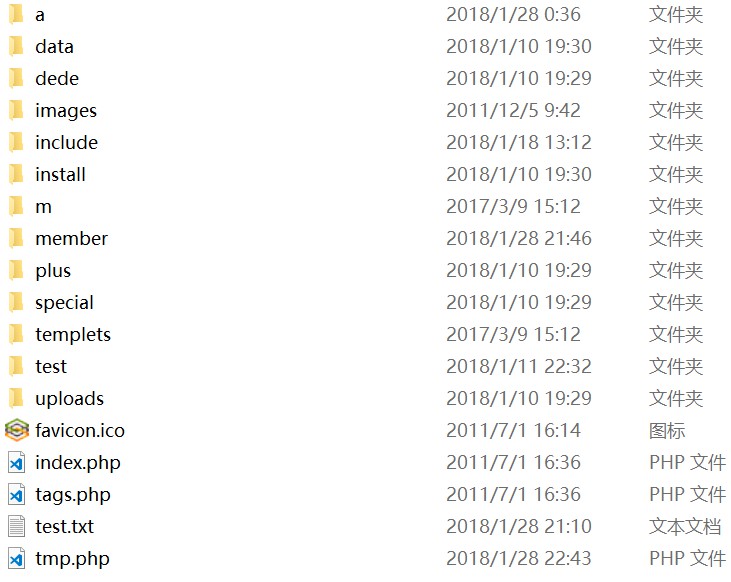 a 2018/1/28 0:36 文件夹
data 2018/1/10 19:30 文件夹
dede 2018/1/10 19:29 文件夹
images 2011/12/5 9:42 文件夹
include 2018/1/18 13:12 文件夹
install 2018/1/10 19:30 文件夹
m 2017/3/9 15:12 文件夹
member 2018/1/28 21:46 文件夹
plus 2018/1/10 19:29 文件夹
special 2018/1/10 19:29 文件夹
templets 2017/3/9 15:12 文件夹
test 2018/1/11 22:32 文件夹
uploads 2018/1/10 19:29 文件夹
favicon.ico 2011/7/1 16:14 图标
index.php 2011/7/1 16:36 PHP 文件
tags.php 2011/7/1 16:36 PHP 文件
test.txt 2018/1/28 21:10 文本文档
tmp.php 2018/1/28 22:43 PHP 文件